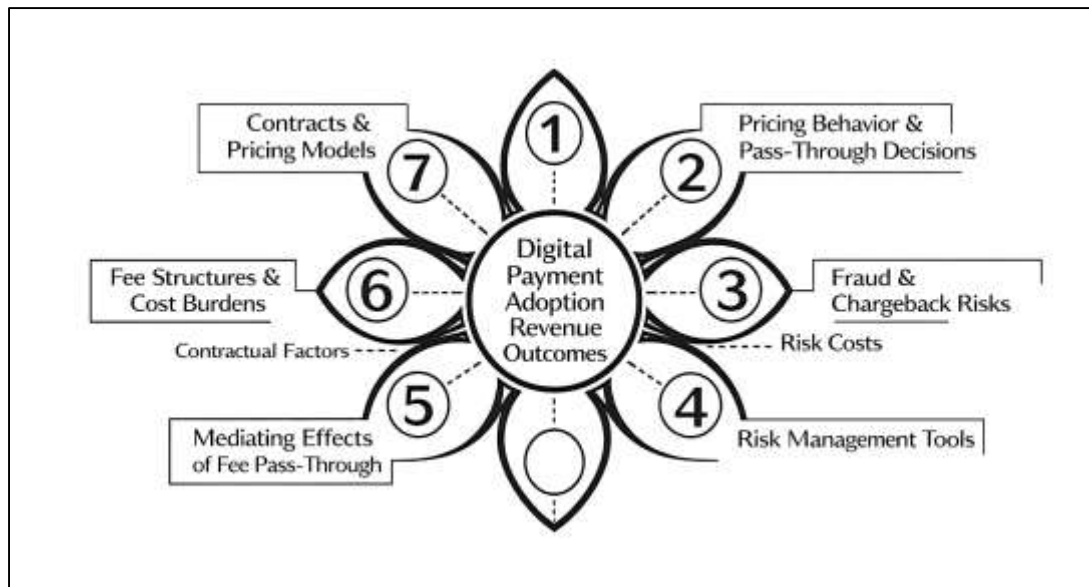 1
Contracts &
Pricing Models
7
2
Pricing Behavior &
Pass-Through Decisions
Digital
Payment
Adoption
Revenue
Outcomes
Fee Structures &
Cost Burdens
6
3
Fraud &
Chargeback Risks
Contractual Factors
Risk Costs
5
4
Mediating Effects
of Fee Pass-Through
Risk Management Tools